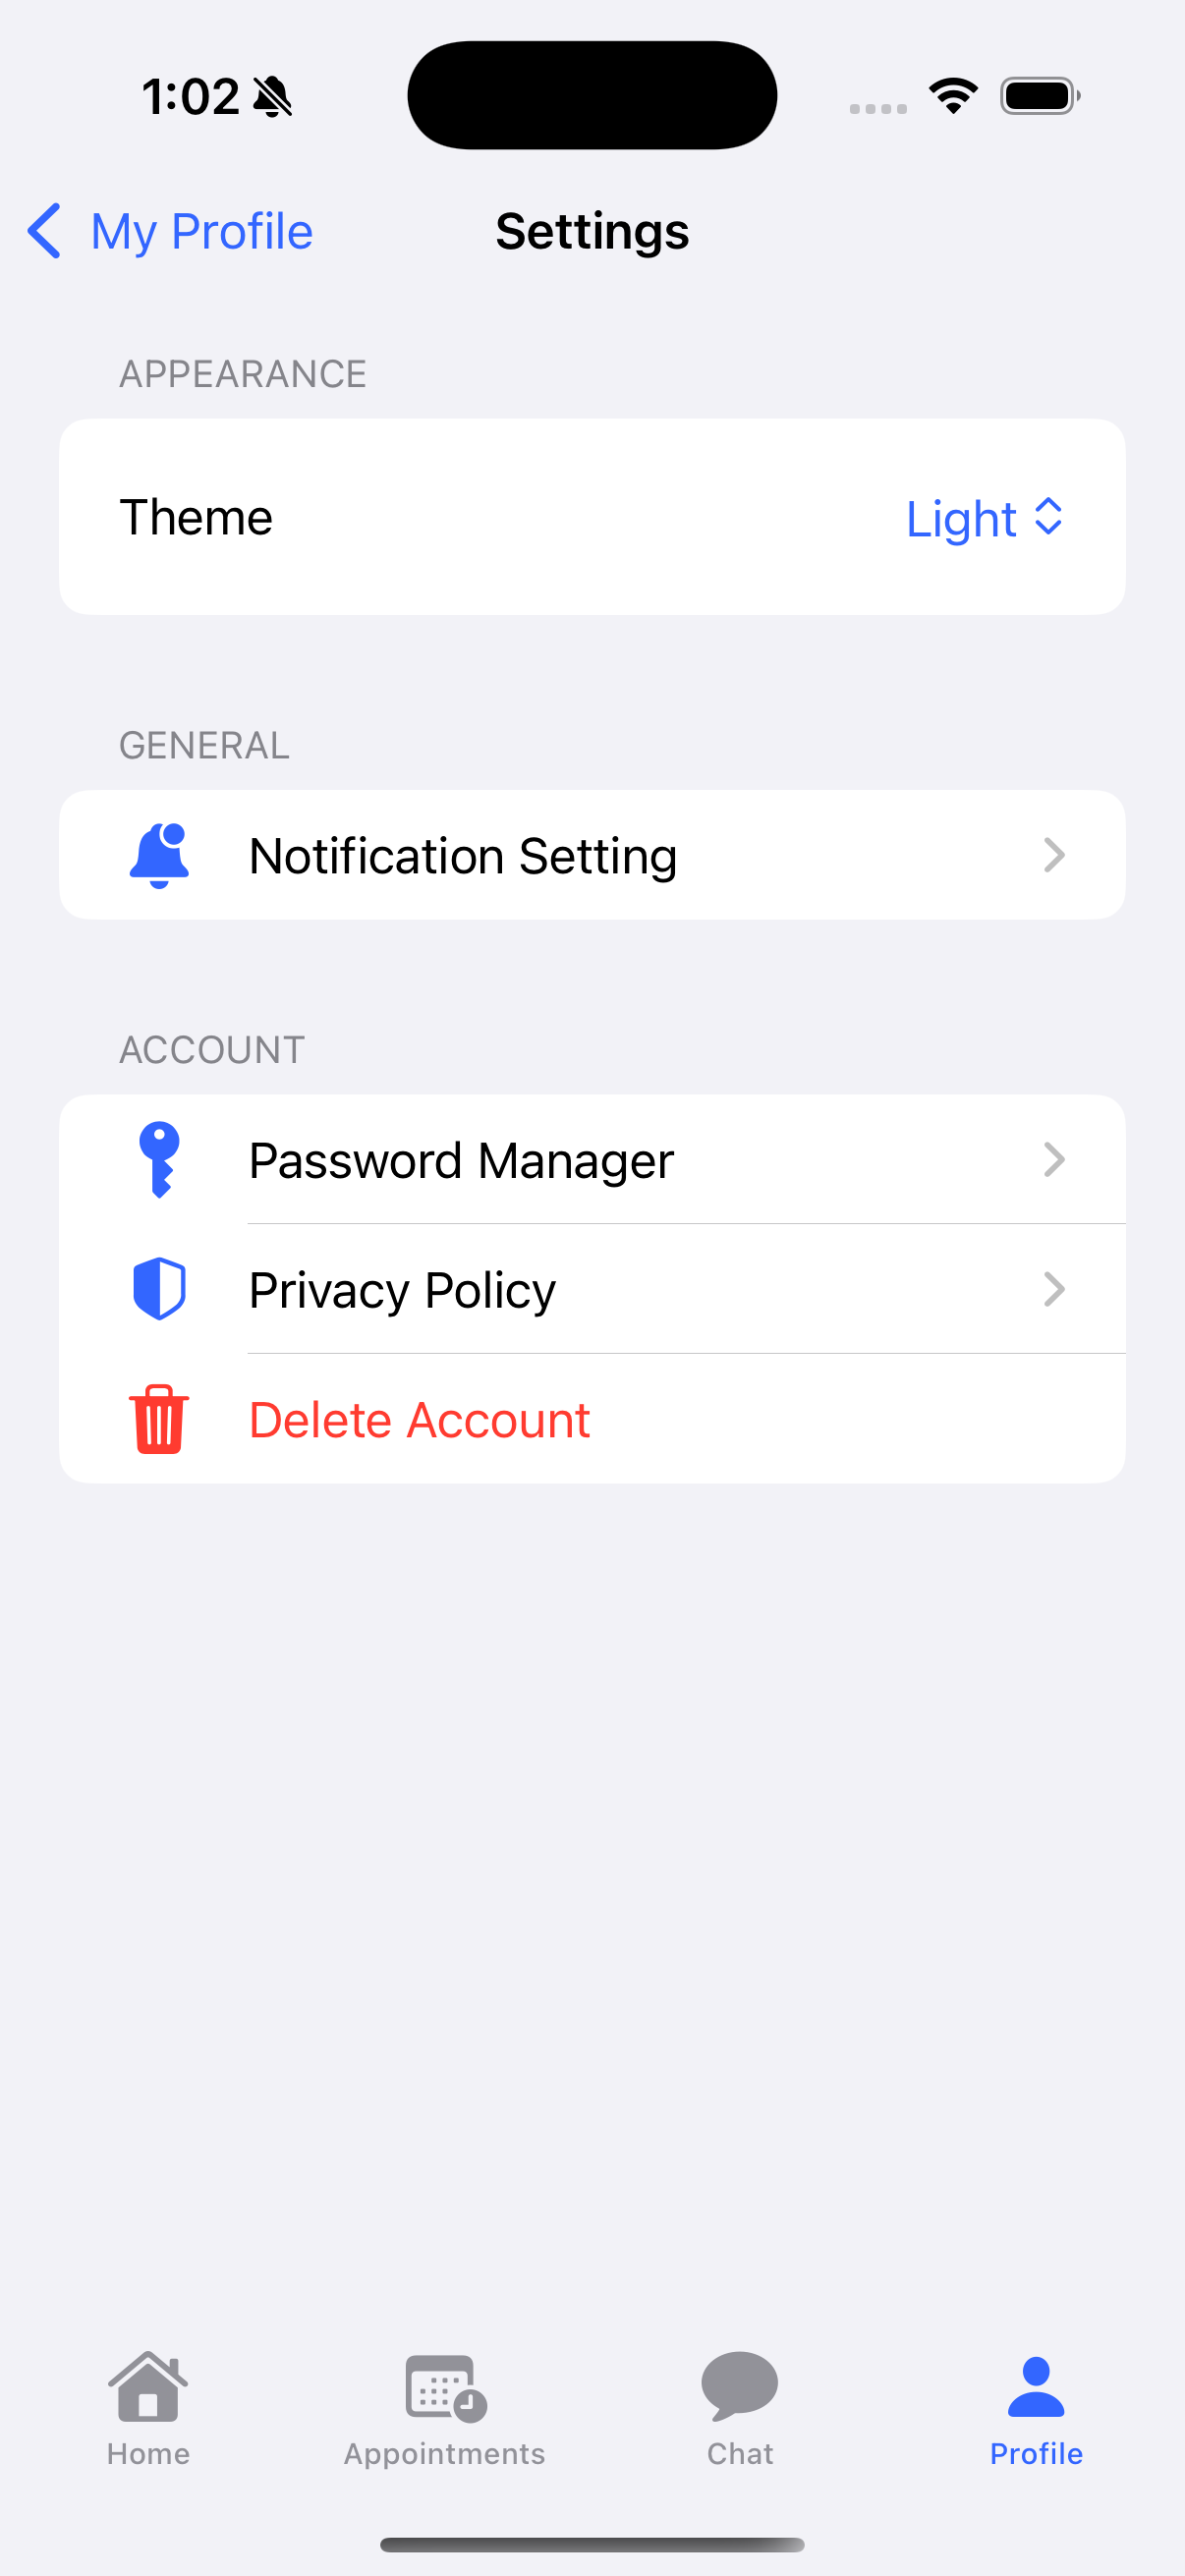 1:02
My Profile
Settings
APPEARANCE
Theme
Light
GENERAL
Notification Setting
ACCOUNT
Password Manager
Privacy Policy
Delete Account
Home
Appointments
Chat
Profile